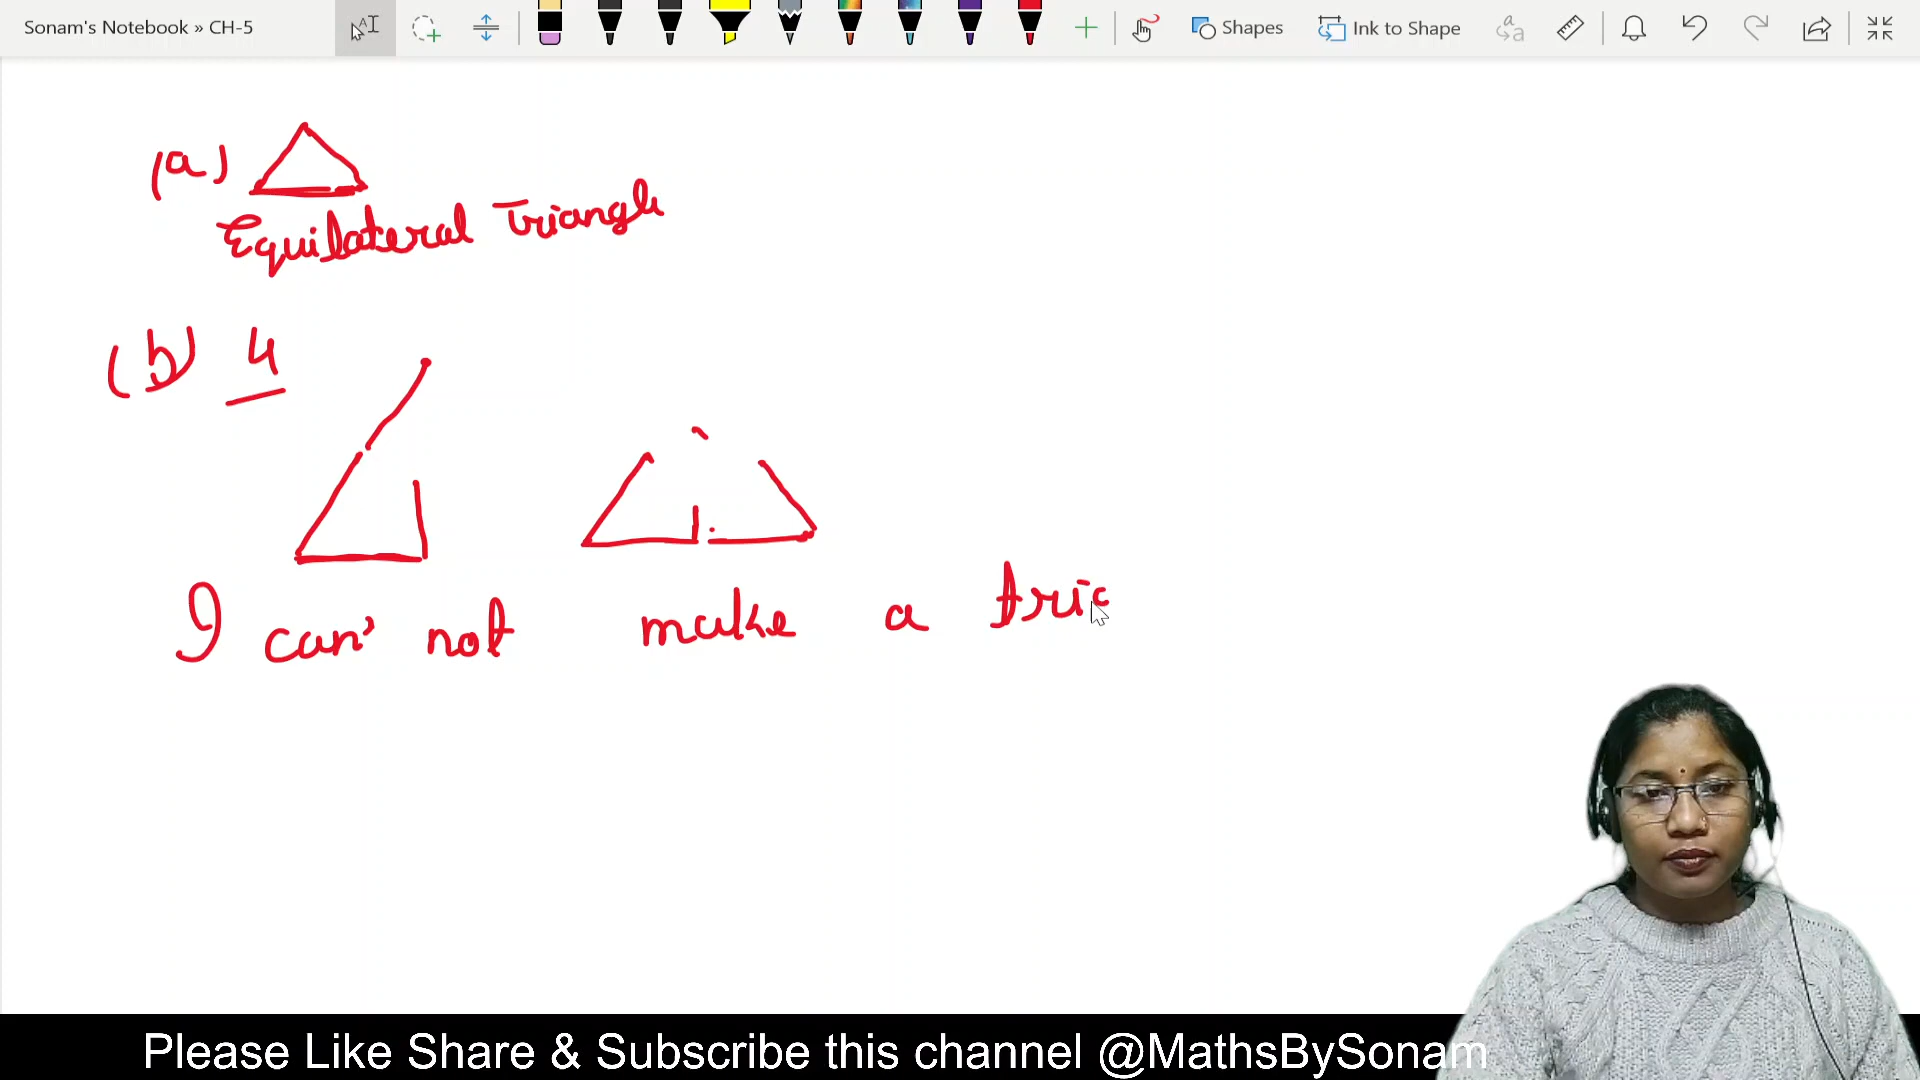 Sonam's Notebook » CH-5
Shapes
Ink to Shape
(a)
Equilateral Triangle
(b) 4
I can' not make a tria
Please Like Share & Subscribe this channel @MathsBySonam